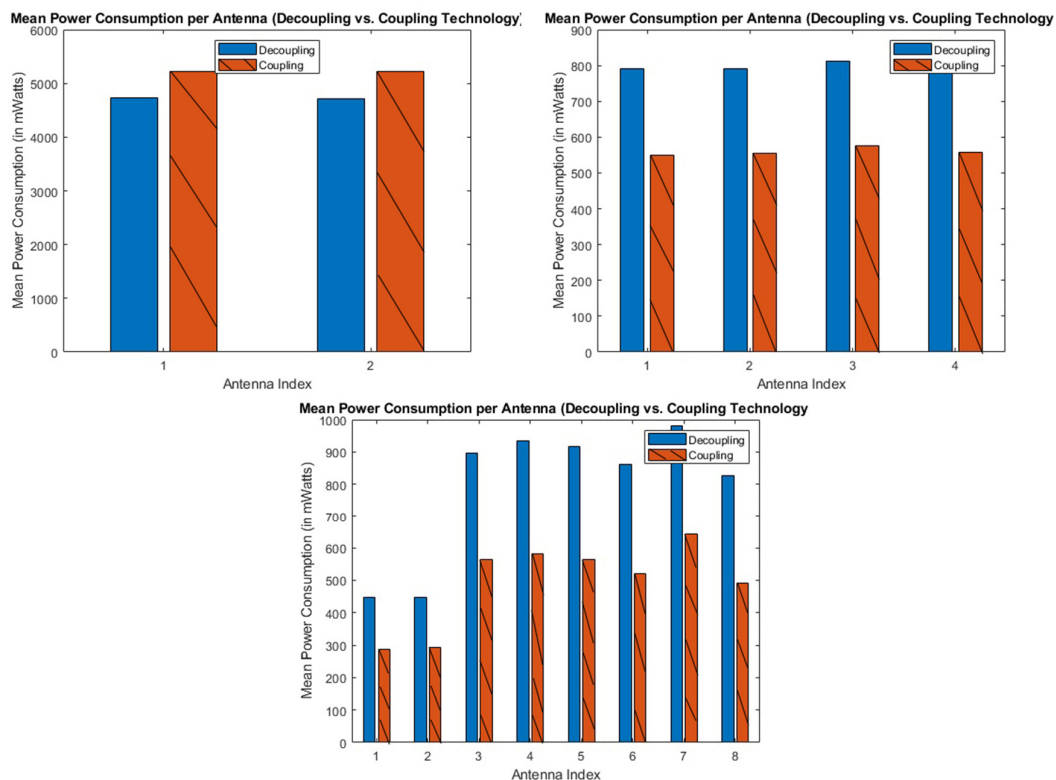 Mean Power Consumption per Antenna (Decoupling vs. Coupling Technology)
6000
5000
4000
3000
2000
1000
0
Mean Power Consumption (in mWatts)
Decoupling
Coupling
1 2
Antenna Index
Mean Power Consumption per Antenna (Decoupling vs. Coupling Technology
900
800
700
600
500
400
300
200
100
0
Mean Power Consumption (in mWatts)
Decoupling
Coupling
1 2 3 4
Antenna Index
Mean Power Consumption per Antenna (Decoupling vs. Coupling Technology
1000
900
800
700
600
500
400
300
200
100
0
Mean Power Consumption (in mWatts)
Decoupling
Coupling
1 2 3 4 5 6 7 8
Antenna Index